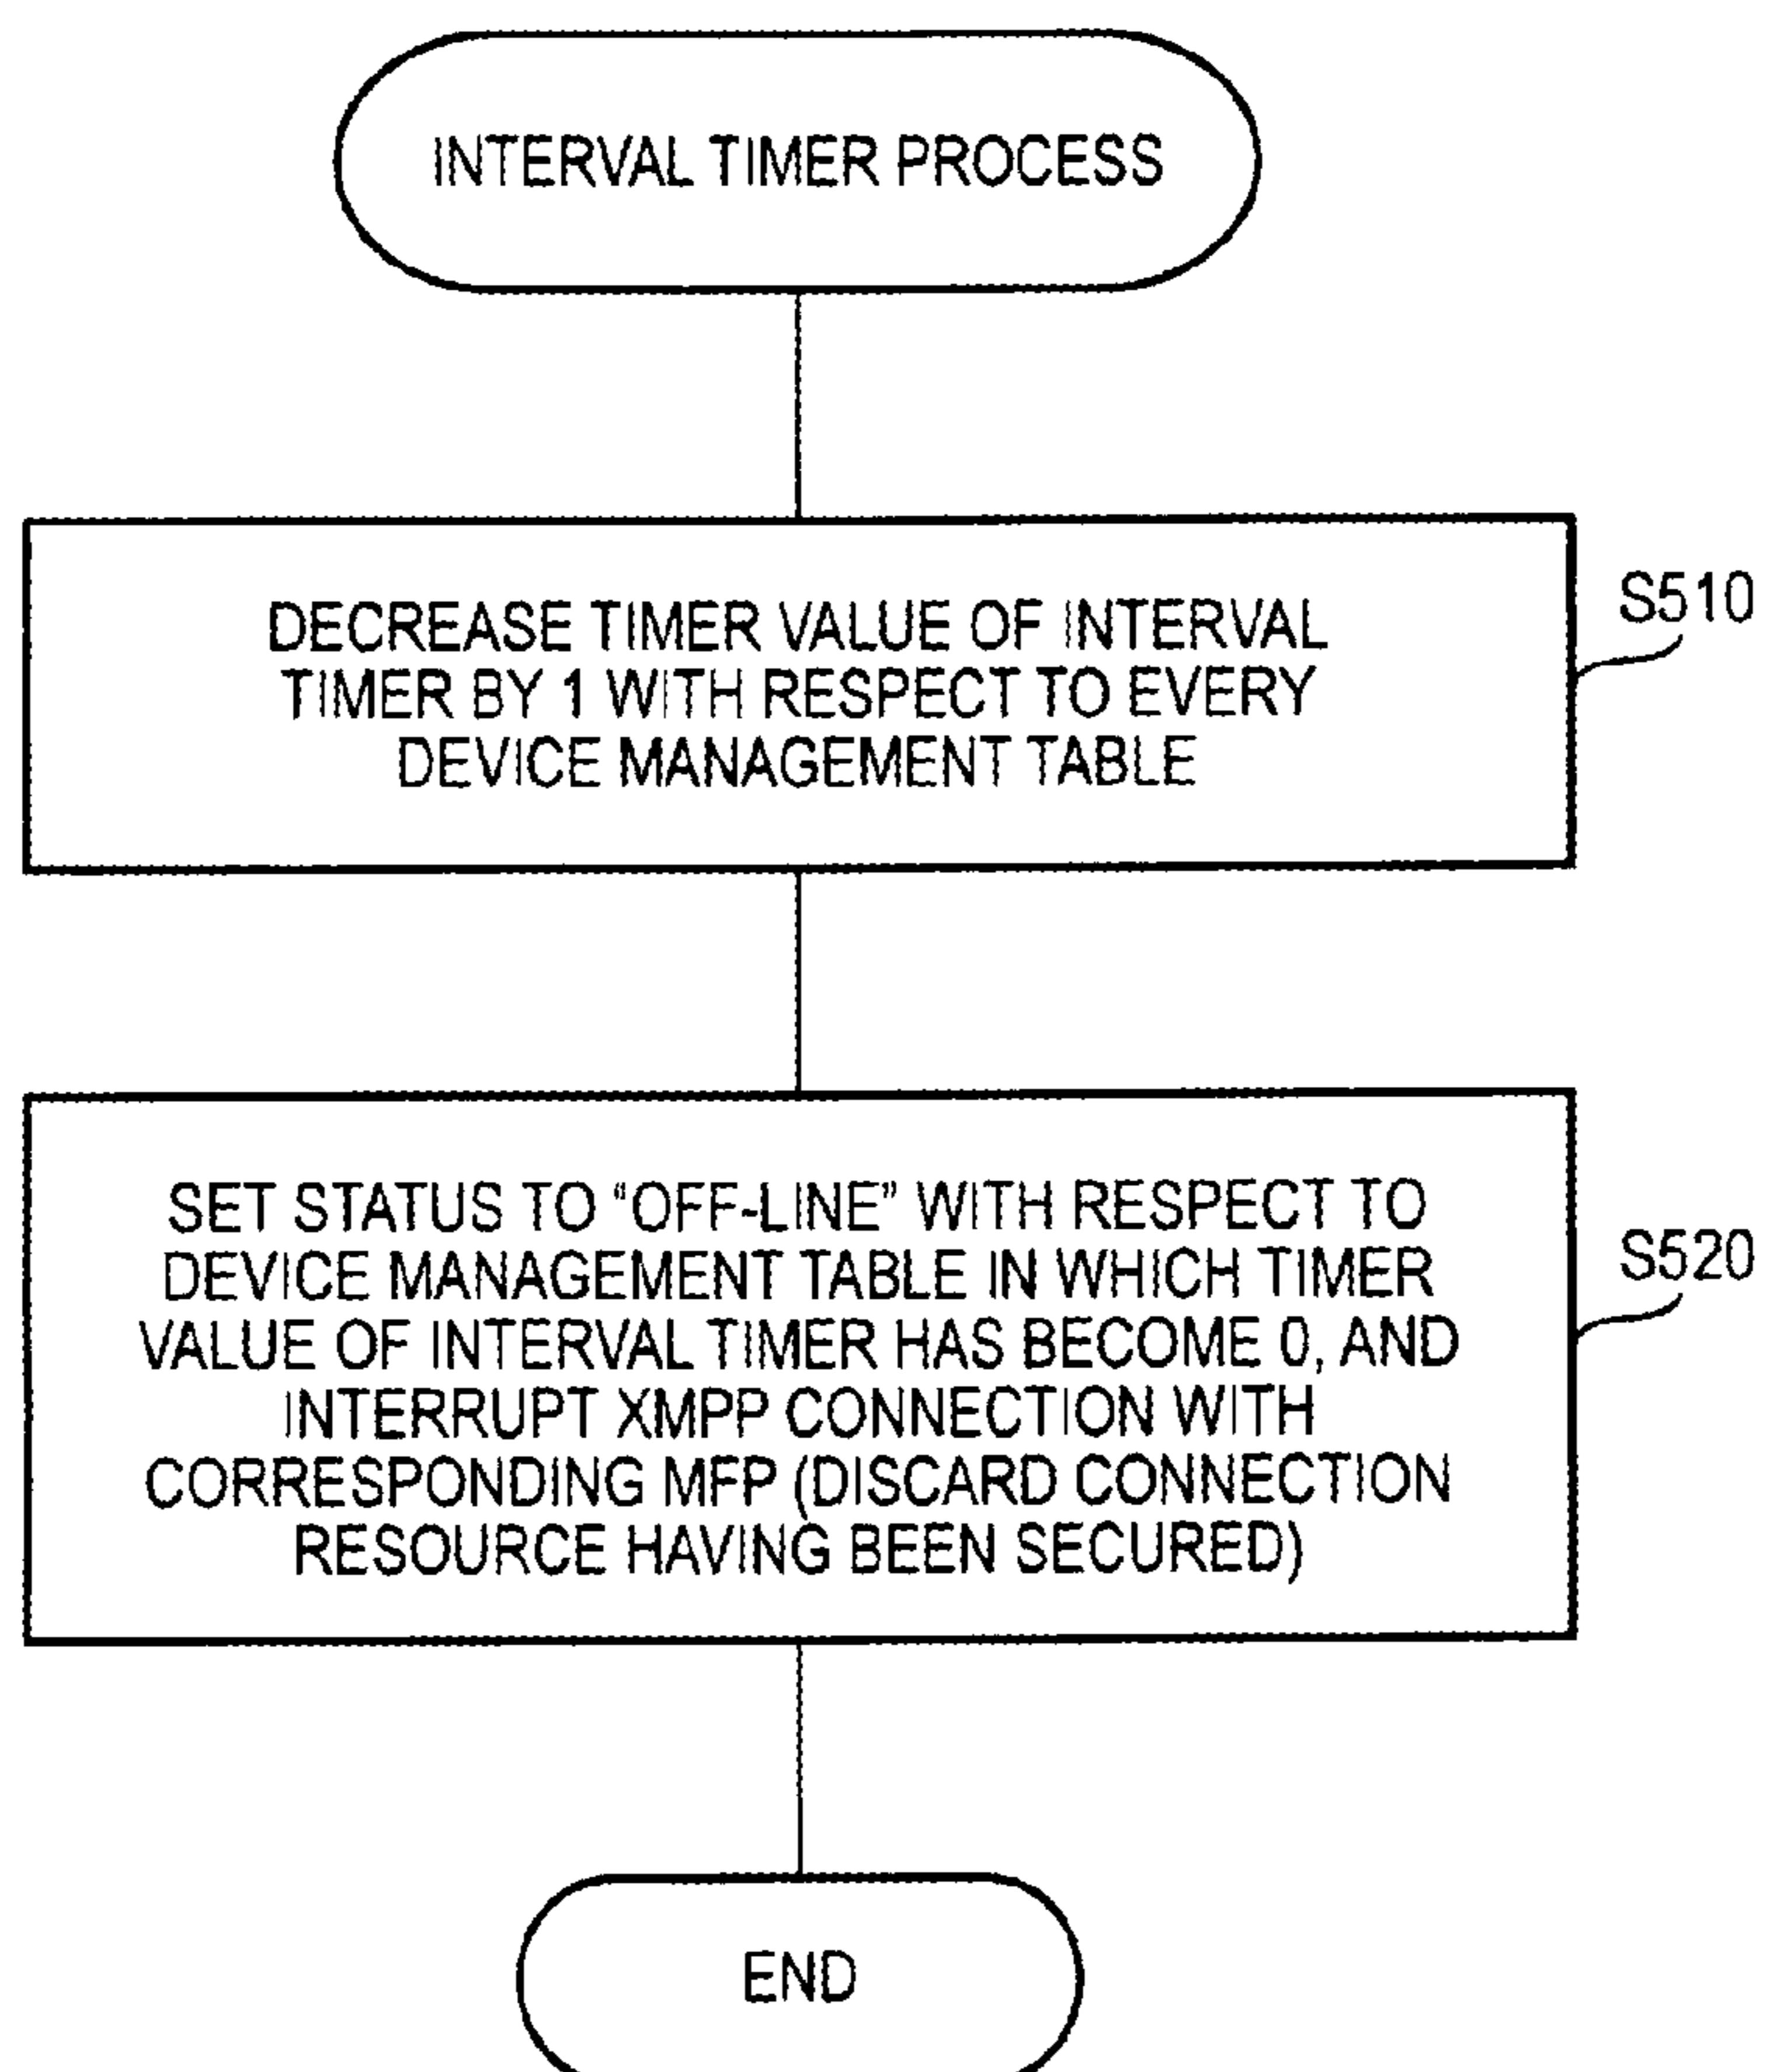 INTERVAL TIMER PROCESS
DECREASE TIMER VALUE OF INTERVAL
TIMER BY 1 WITH RESPECT TO EVERY
DEVICE MANAGEMENT TABLE
S510
SET STATUS TO “OFF-LINE” WITH RESPECT TO
DEVICE MANAGEMENT TABLE IN WHICH TIMER
VALUE OF INTERVAL TIMER HAS BECOME 0, AND
INTERRUPT XMPP CONNECTION WITH
CORRESPONDING MFP (DISCARD CONNECTION
RESOURCE HAVING BEEN SECURED)
S520
END